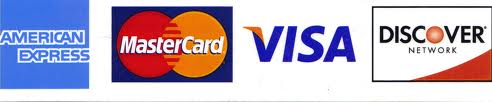 AMERICAN
EXPRESS
MasterCard
VISA
DISCOVER®
NETWORK